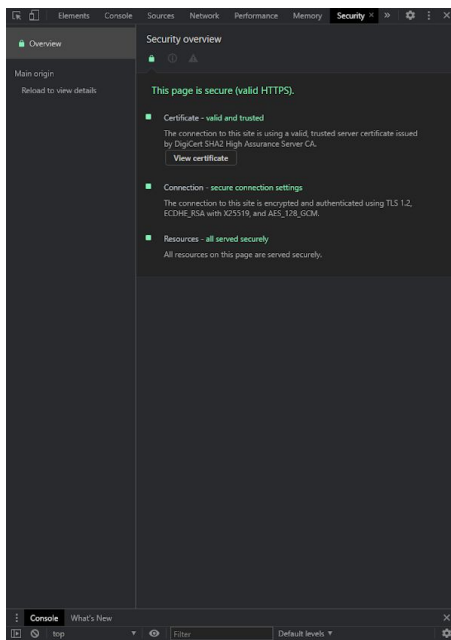 Elements Console Sources Network Performance Memory Security × »
Overview
Main origin
Reload to view details
Security overview
This page is secure (valid HTTPS).
Certificate - valid and trusted
The connection to this site is using a valid, trusted server certificate issued
by DigiCert SHA2 High Assurance Server CA.
View certificate
Connection - secure connection settings
The connection to this site is encrypted and authenticated using TLS 1.2,
ECDHE_RSA with X25519, and AES_128_GCM.
Resources - all served securely
All resources on this page are served securely.
Console What's New
top Filter Default levels